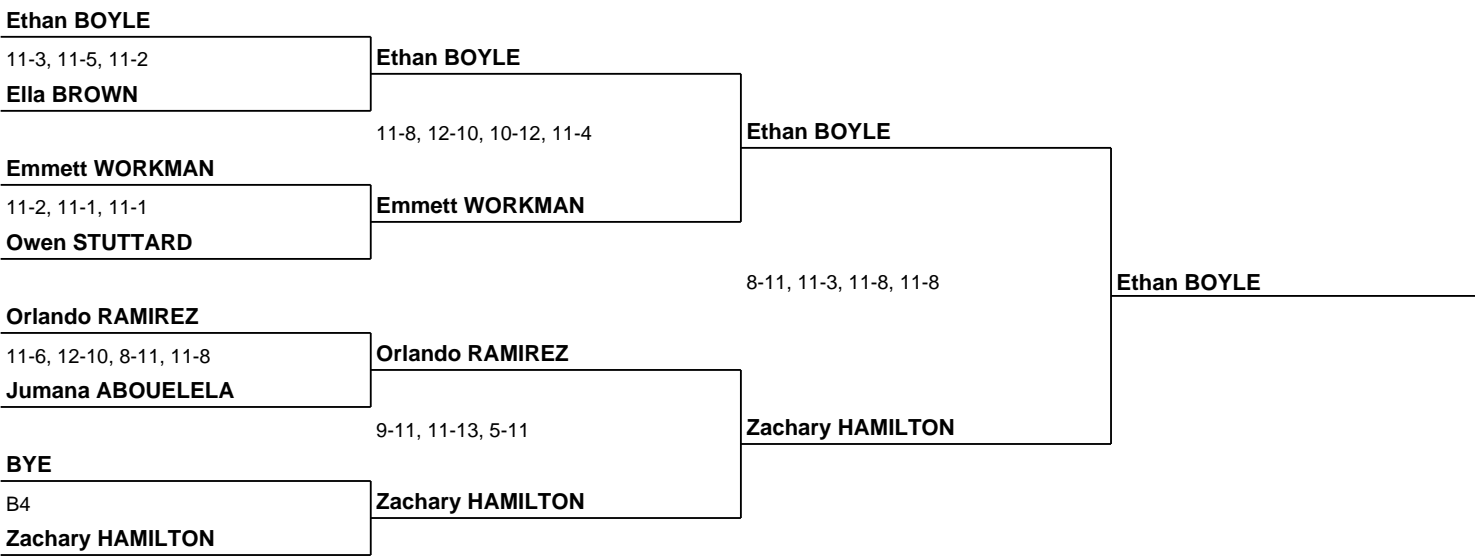 Ethan BOYLE
11-3, 11-5, 11-2
Ethan BOYLE
Ella BROWN
11-8, 12-10, 10-12, 11-4
Ethan BOYLE
Emmett WORKMAN
11-2, 11-1, 11-1
Emmett WORKMAN
Owen STUTTARD
8-11, 11-3, 11-8, 11-8
Ethan BOYLE
Orlando RAMIREZ
11-6, 12-10, 8-11, 11-8
Orlando RAMIREZ
Jumana ABOUELELA
9-11, 11-13, 5-11
Zachary HAMILTON
BYE
B4
Zachary HAMILTON
Zachary HAMILTON